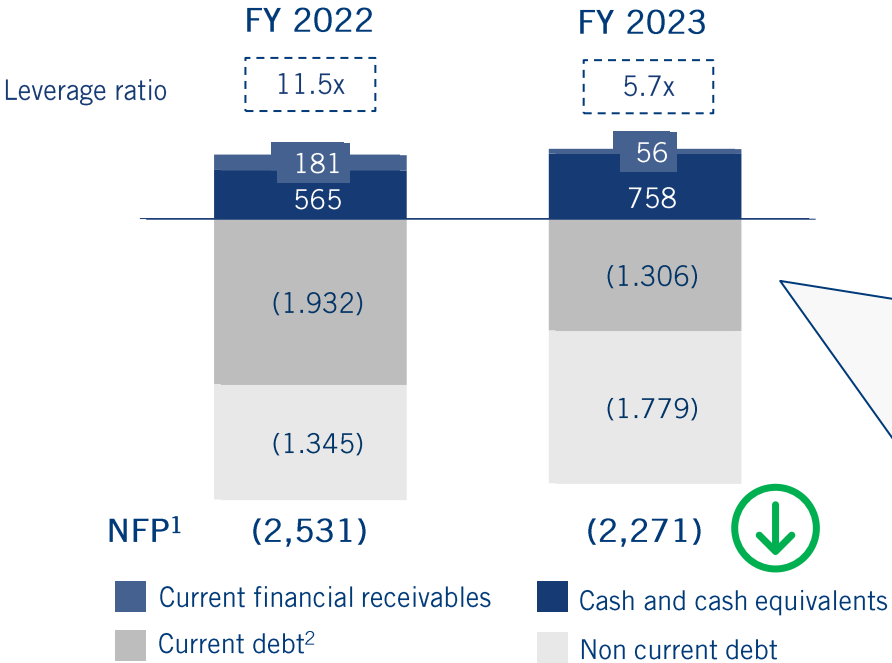 FY 2022
FY 2023
Leverage ratio
11.5x
5.7x
181
56
565
758
(1.932)
(1.306)
(1.345)
(1.779)
NFP1 (2,531) (2,271)
Current financial receivables
Cash and cash equivalents
Current debt2
Non current debt